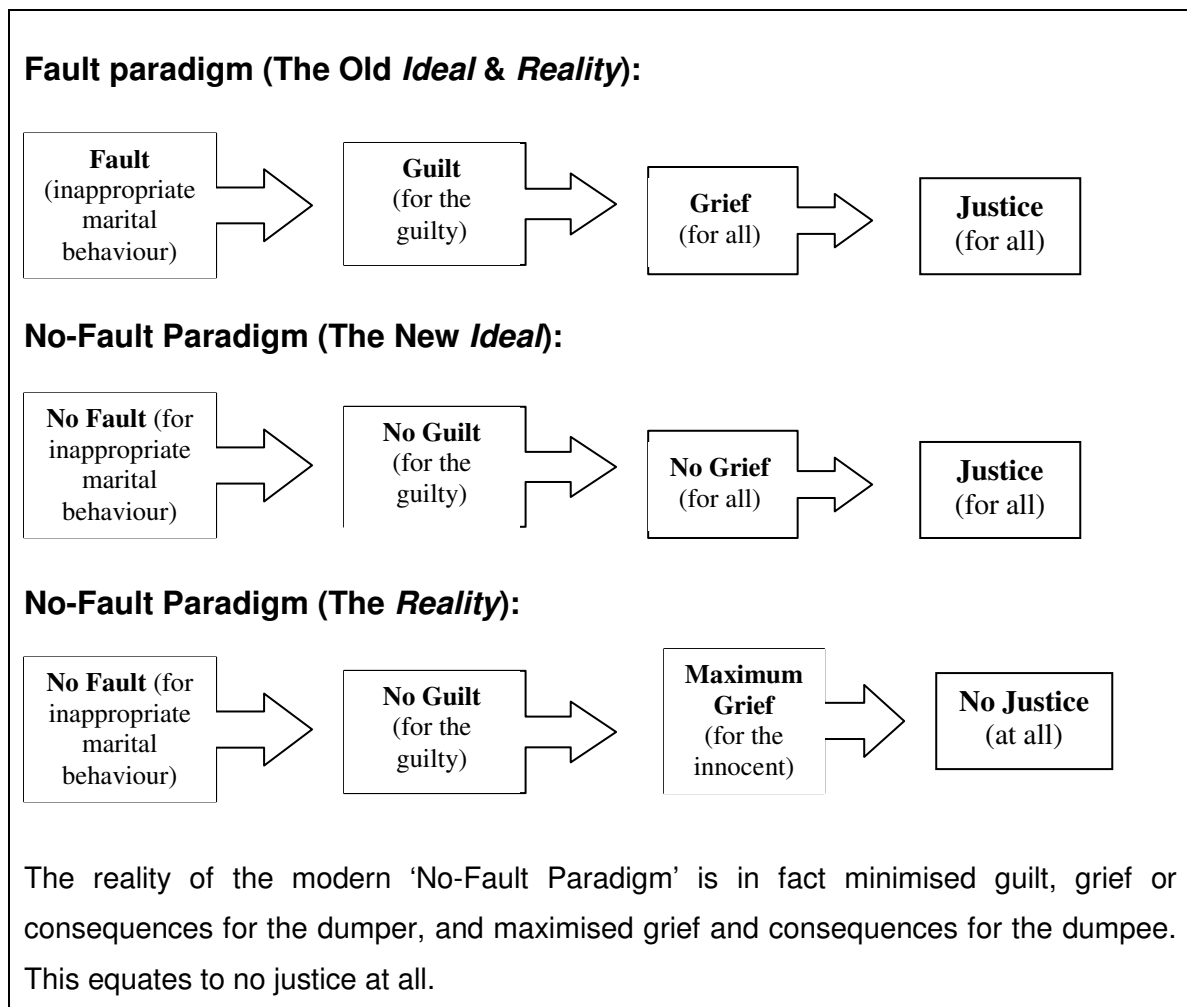 Fault paradigm (The Old Ideal & Reality):
Fault
(inappropriate
marital
behaviour)
Guilt
(for the
guilty)
Grief
(for all)
Justice
(for all)
No-Fault Paradigm (The New Ideal):
No Fault (for
inappropriate
marital
behaviour)
No Guilt
(for the
guilty)
No Grief
(for all)
Justice
(for all)
No-Fault Paradigm (The Reality):
No Fault (for
inappropriate
marital
behaviour)
No Guilt
(for the
guilty)
Maximum
Grief
(for the
innocent)
No Justice
(at all)
The reality of the modern ‘No-Fault Paradigm’ is in fact minimised guilt, grief or
consequences for the dumper, and maximised grief and consequences for the dumpee.
This equates to no justice at all.